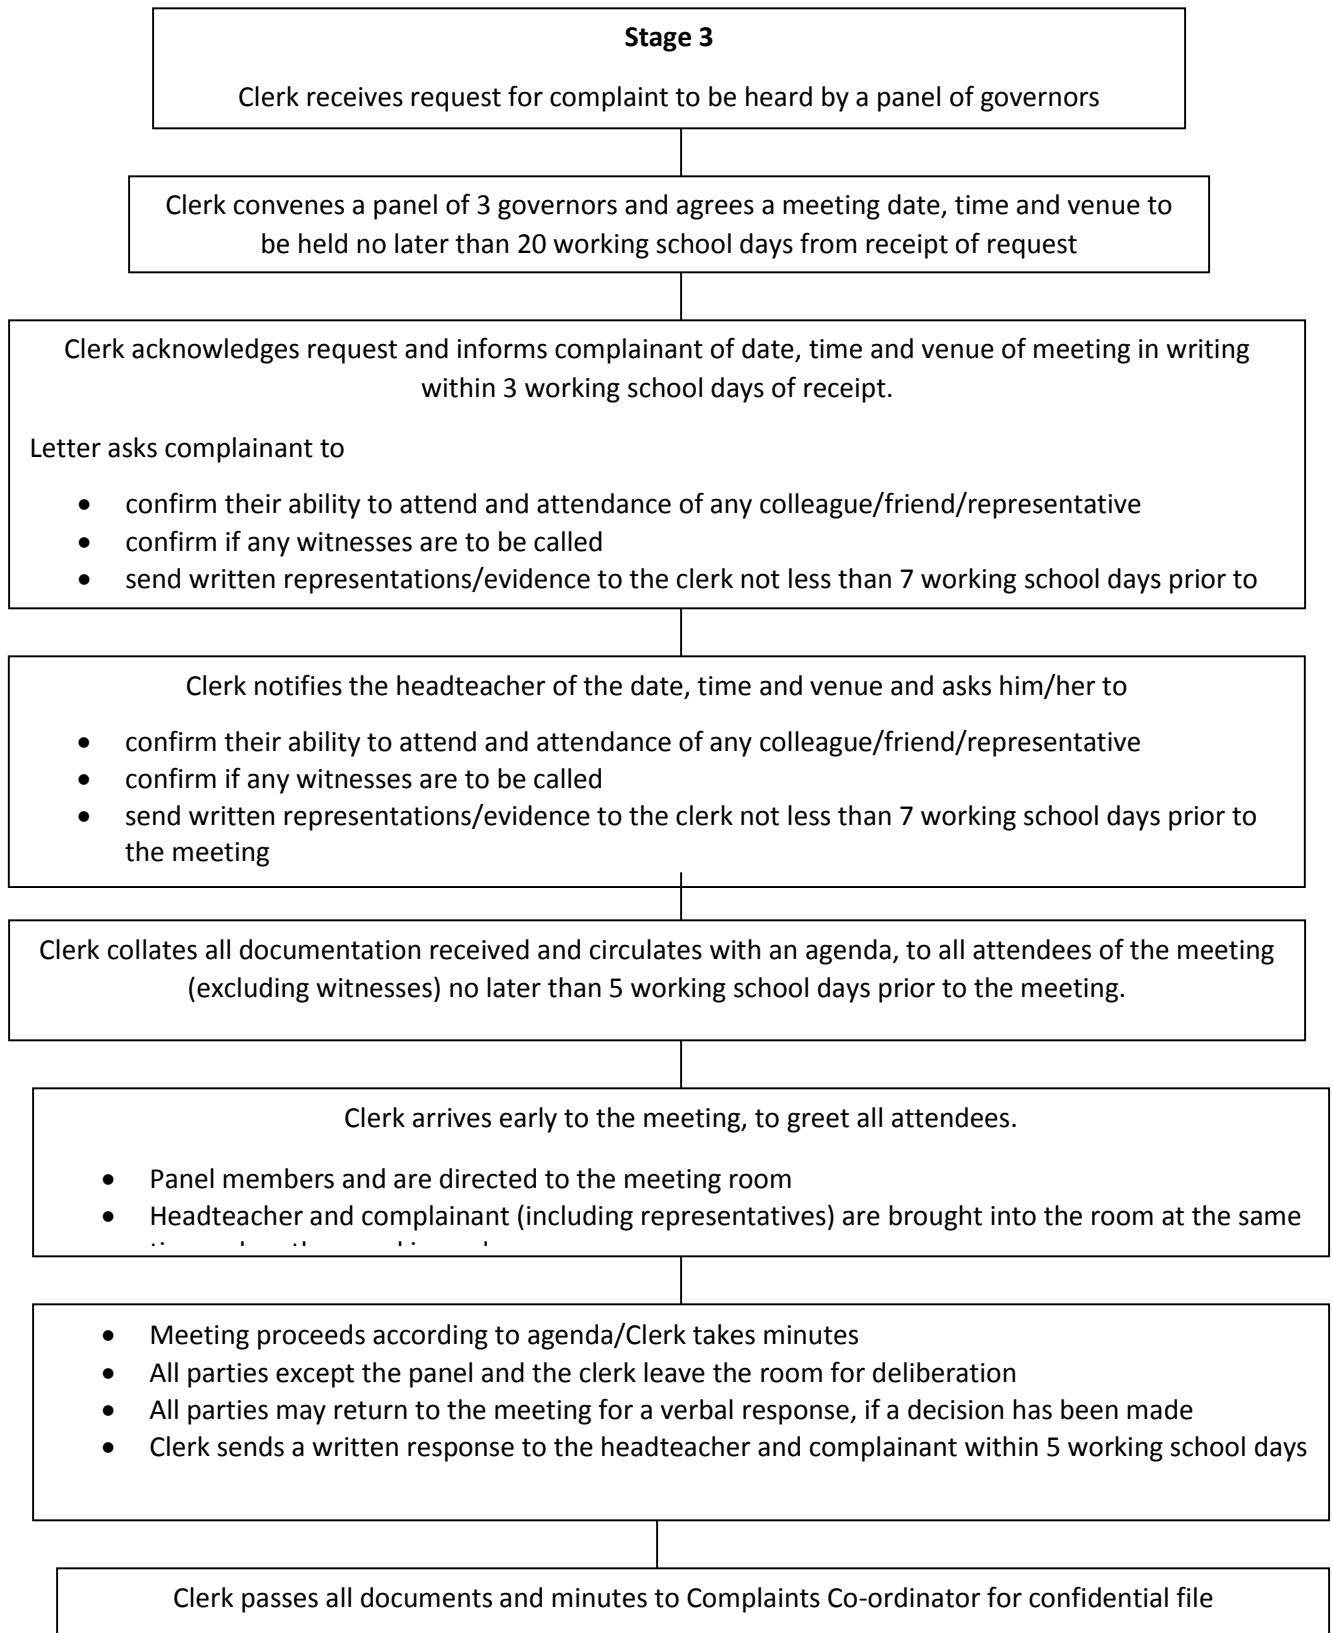 Stage 3
Clerk receives request for complaint to be heard by a panel of governors
Clerk convenes a panel of 3 governors and agrees a meeting date, time and venue to
be held no later than 20 working school days from receipt of request
Clerk acknowledges request and informs complainant of date, time and venue of meeting in writing
within 3 working school days of receipt.
Letter asks complainant to
• confirm their ability to attend and attendance of any colleague/friend/representative
• confirm if any witnesses are to be called
• send written representations/evidence to the clerk not less than 7 working school days prior to
Clerk notifies the headteacher of the date, time and venue and asks him/her to
• confirm their ability to attend and attendance of any colleague/friend/representative
• confirm if any witnesses are to be called
• send written representations/evidence to the clerk not less than 7 working school days prior to
the meeting
Clerk collates all documentation received and circulates with an agenda, to all attendees of the meeting
(excluding witnesses) no later than 5 working school days prior to the meeting.
Clerk arrives early to the meeting, to greet all attendees.
• Panel members and are directed to the meeting room
• Headteacher and complainant (including representatives) are brought into the room at the same
• Meeting proceeds according to agenda/Clerk takes minutes
• All parties except the panel and the clerk leave the room for deliberation
• All parties may return to the meeting for a verbal response, if a decision has been made
• Clerk sends a written response to the headteacher and complainant within 5 working school days
Clerk passes all documents and minutes to Complaints Co-ordinator for confidential file